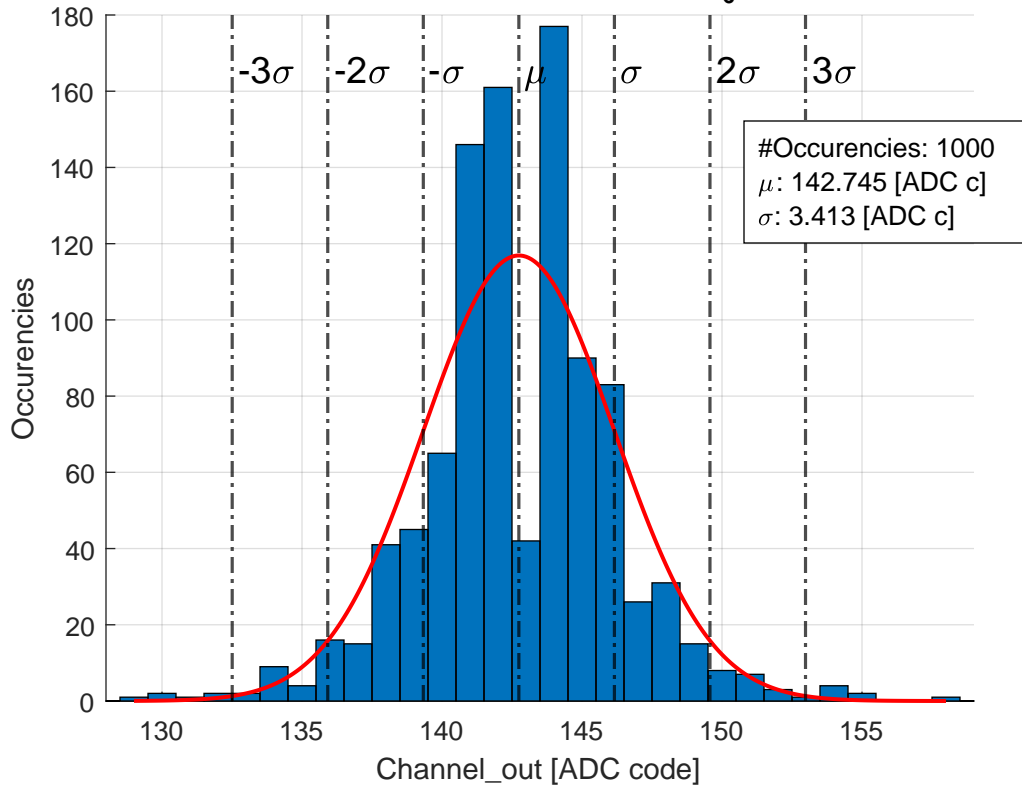 180
160
140
120
100
80
60
40
20
0
Occurencies
-3σ -2σ -σ μ σ 2σ 3σ
#Occurencies: 1000
μ: 142.745 [ADC c]
σ: 3.413 [ADC c]
130 135 140 145 150 155
Channel_out [ADC code]